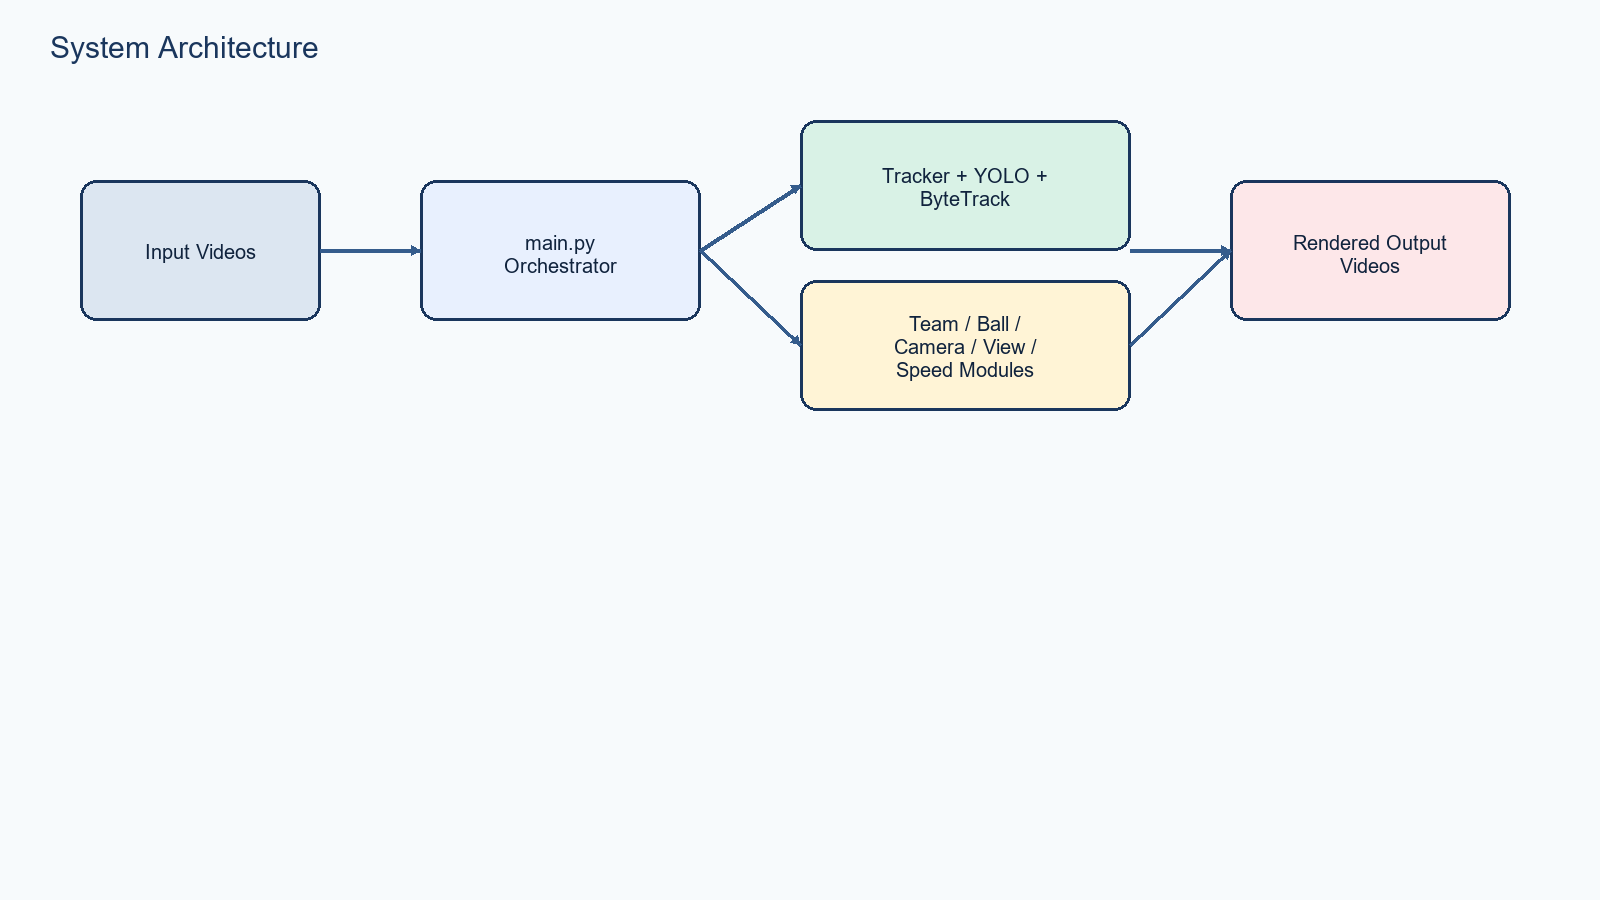 System Architecture
Input Videos
main.py
Orchestrator
Tracker + YOLO +
ByteTrack
Team / Ball /
Camera / View /
Speed Modules
Rendered Output
Videos